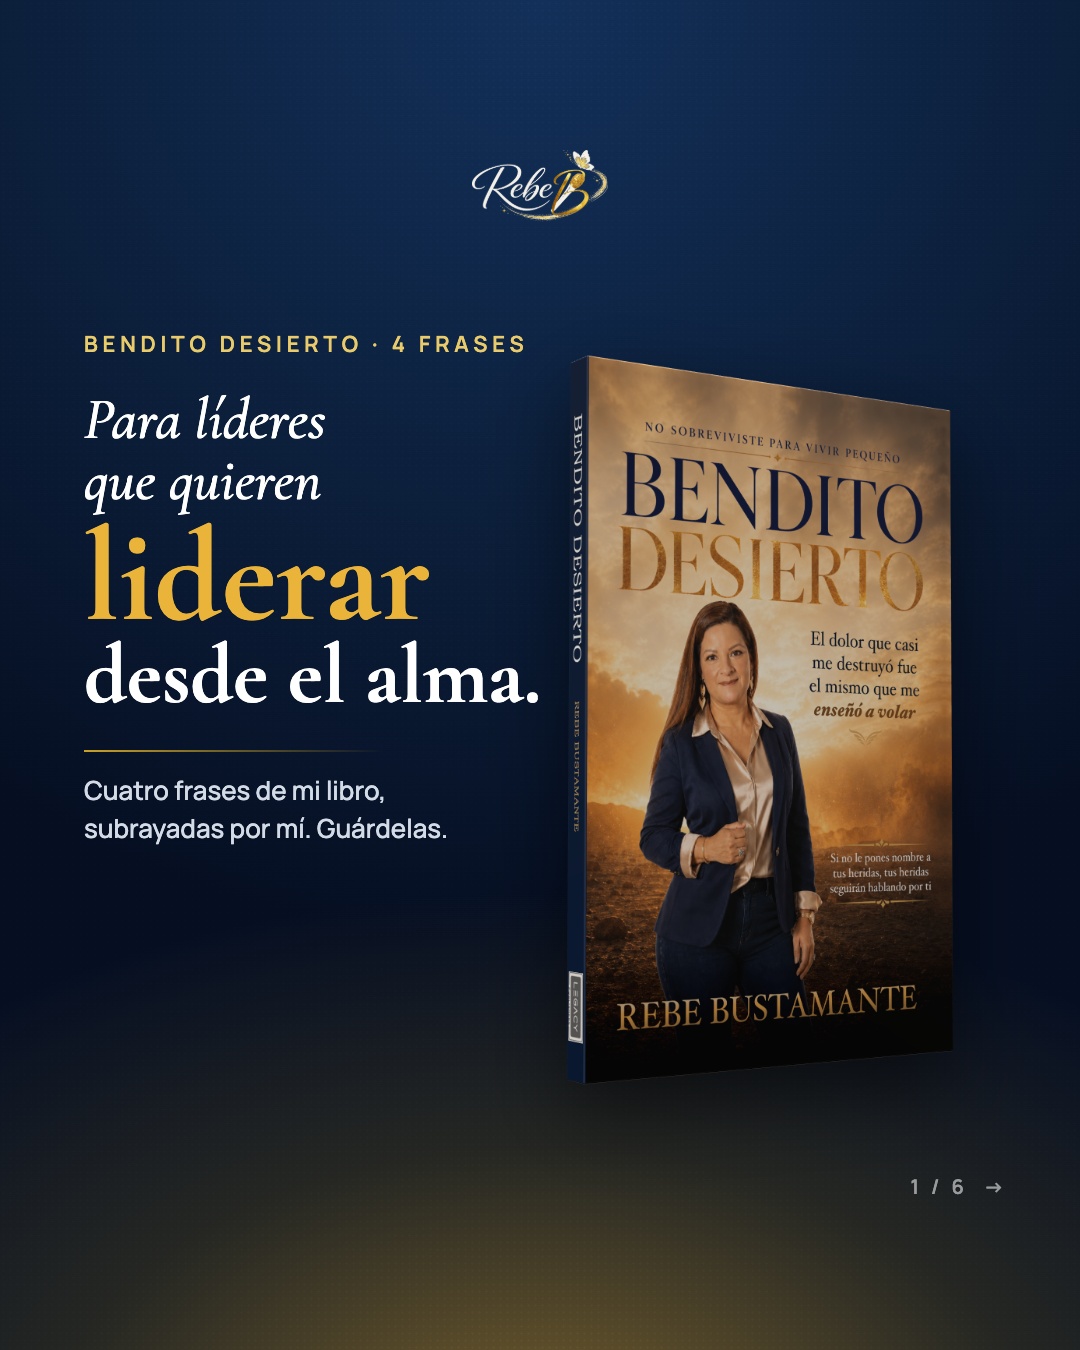 Rebe B
BENDITO DESIERTO · 4 FRASES
Para líderes
que quieren
liderar
desde el alma.
Cuatro frases de mi libro,
subrayadas por mí. Guárdelas.
BENDITO DESIERTO
REBE BUSTAMANTE
LEGACY
NO SOBREVIVISTE PARA VIVIR PEQUEÑO
BENDITO
DESIERTO
El dolor que casi
me destruyó fue
el mismo que me
enseñó a volar
Si no le pones nombre a
tus heridas, tus heridas
seguirán hablando por ti
REBE BUSTAMANTE
1 / 6 →